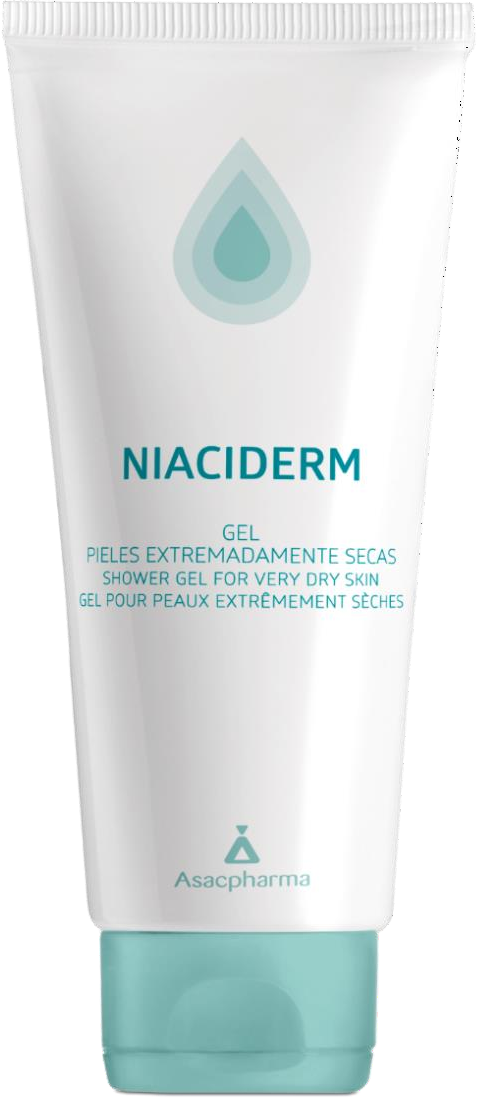 NIACIDERM
GEL
PIELES EXTREMADAMENTE SECAS
SHOWER GEL FOR VERY DRY SKIN
GEL POUR PEAUX EXTRÊMEMENT SÈCHES
Asacpharma